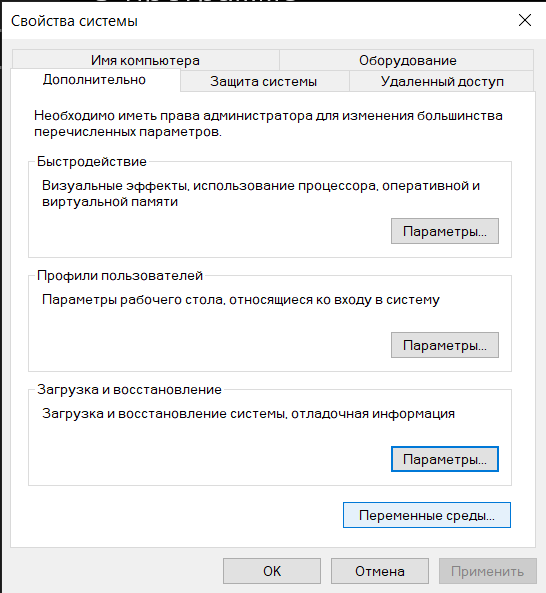 Свойства системы
Имя компьютера
Оборудование
Дополнительно
Защита системы
Удаленный доступ
Необходимо иметь права администратора для изменения большинства
перечисленных параметров.
Быстродействие
Визуальные эффекты, использование процессора, оперативной и
виртуальной памяти
Параметры...
Профили пользователей
Параметры рабочего стола, относящиеся ко входу в систему
Параметры...
Загрузка и восстановление
Загрузка и восстановление системы, отладочная информация
Параметры...
Переменные среды...
ОК
Отмена
Применить